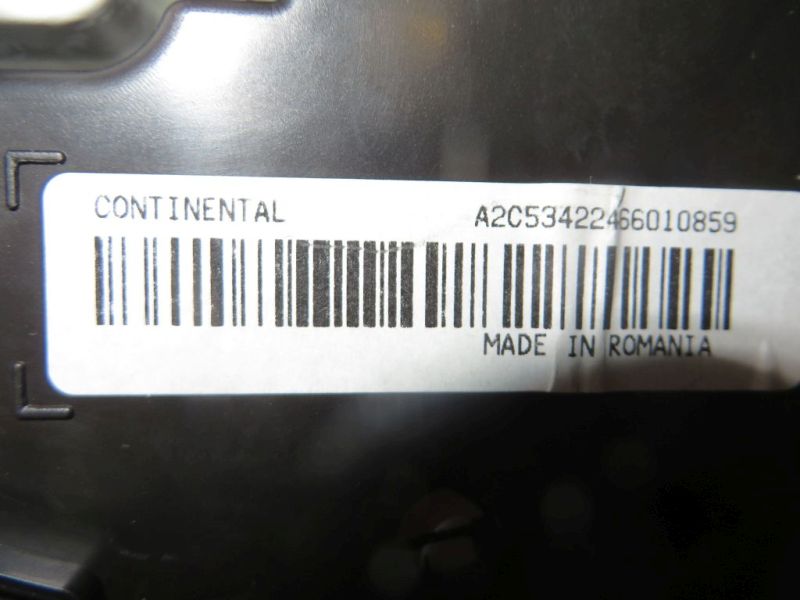 CONTINENTAL A2C53422466010859
MADE IN ROMANIA